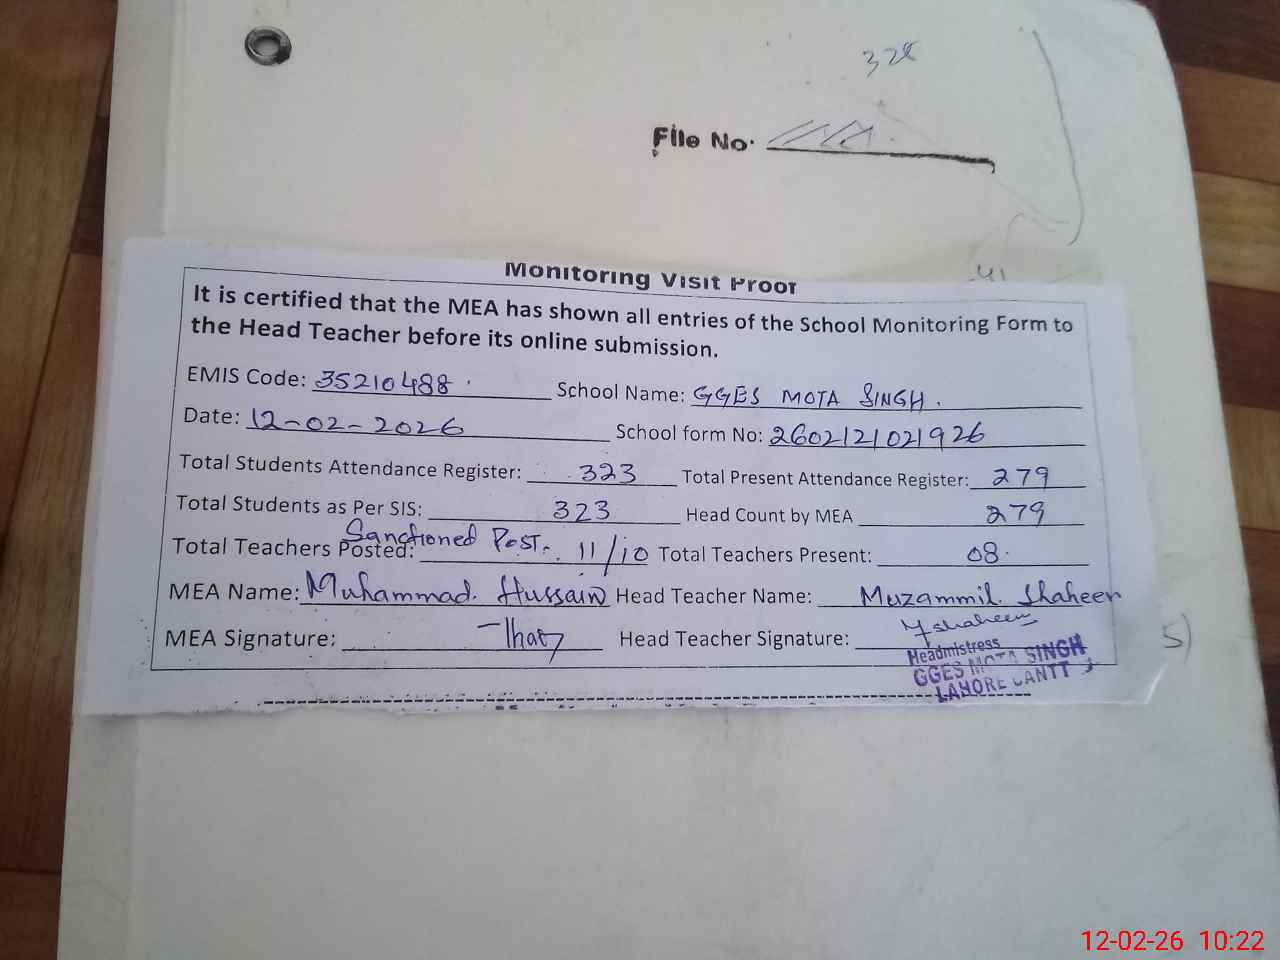 328
File No.
41
Monitoring Visit Proof
It is certified that the MEA has shown all entries of the School Monitoring Form to
the Head Teacher before its online submission.
EMIS Code: 35210488 . School Name: GGES MOTA SINGH .
Date: 12-02-2026 School form No: 260212102 1926
Total Students Attendance Register: 323 Total Present Attendance Register: 279
Total Students as Per SIS: 323 Head Count by MEA 279
Sanctioned Post.
Total Teachers Posted: 11/10 Total Teachers Present: 08.
MEA Name: Muhammad. Hussain Head Teacher Name: Muzammil. Shaheen
MEA Signature: Head Teacher Signature: shaheen
Headmistress
GGES MOTA SINGH
LAHORE CANTT
5)
12-02-26 10:22